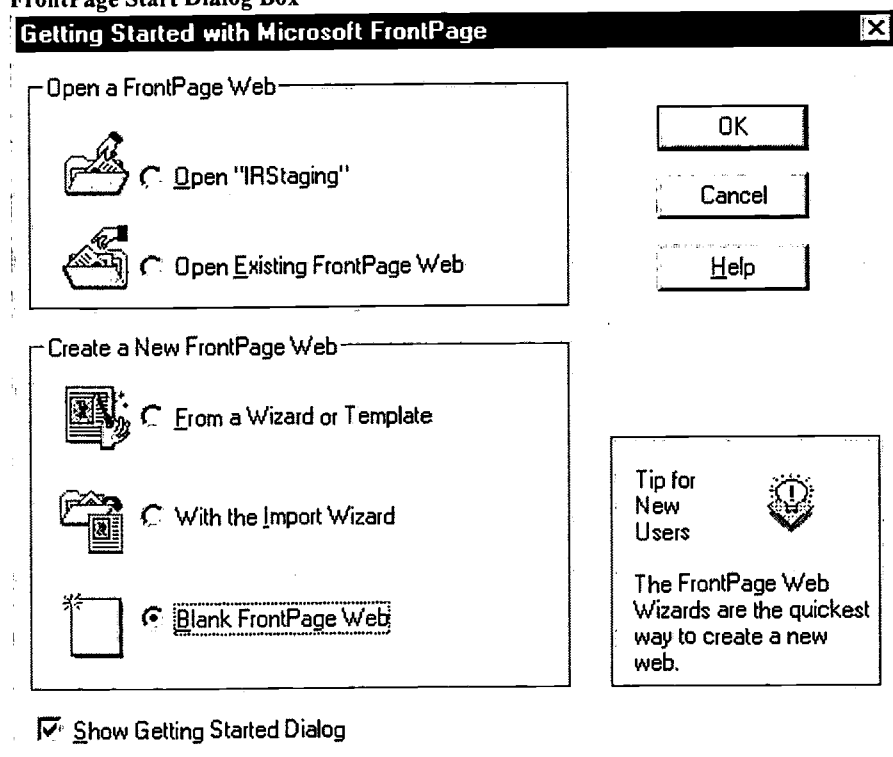 FrontPage Start Dialog Box
Getting Started with Microsoft FrontPage
Open a FrontPage Web
Open "IRStaging"
Open Existing FrontPage Web
OK
Cancel
Help
Create a New FrontPage Web
From a Wizard or Template
With the Import Wizard
Blank FrontPage Web
Tip for
New
Users
The FrontPage Web
Wizards are the quickest
way to create a new
web.
Show Getting Started Dialog